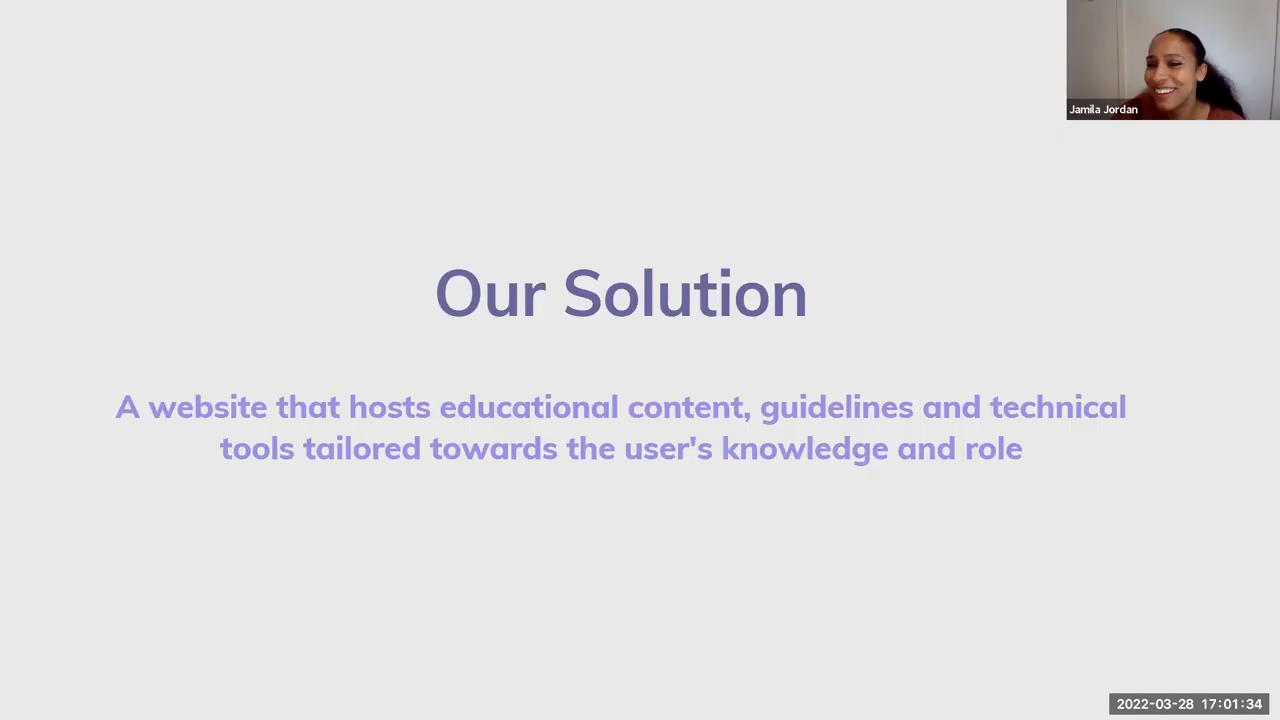 Jamila Jordan
Our Solution
A website that hosts educational content, guidelines and technical
tools tailored towards the user's knowledge and role
2022-03-28 17:01:34